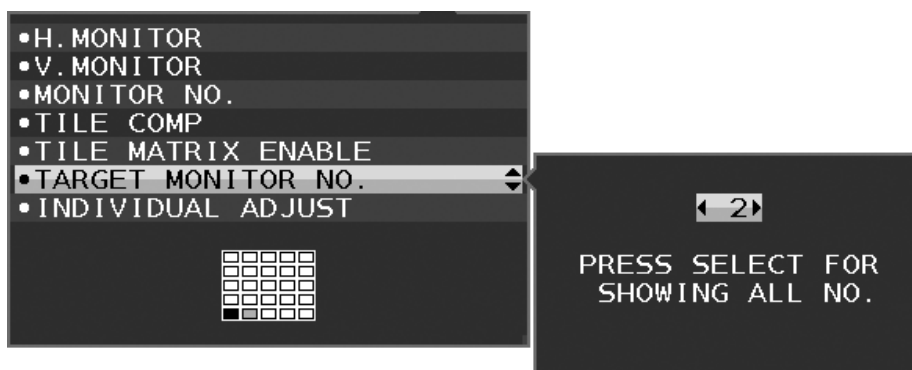 •H.MONITOR
•V.MONITOR
•MONITOR NO.
•TILE COMP
•TILE MATRIX ENABLE
•TARGET MONITOR NO.
•INDIVIDUAL ADJUST
2
PRESS SELECT FOR
SHOWING ALL NO.